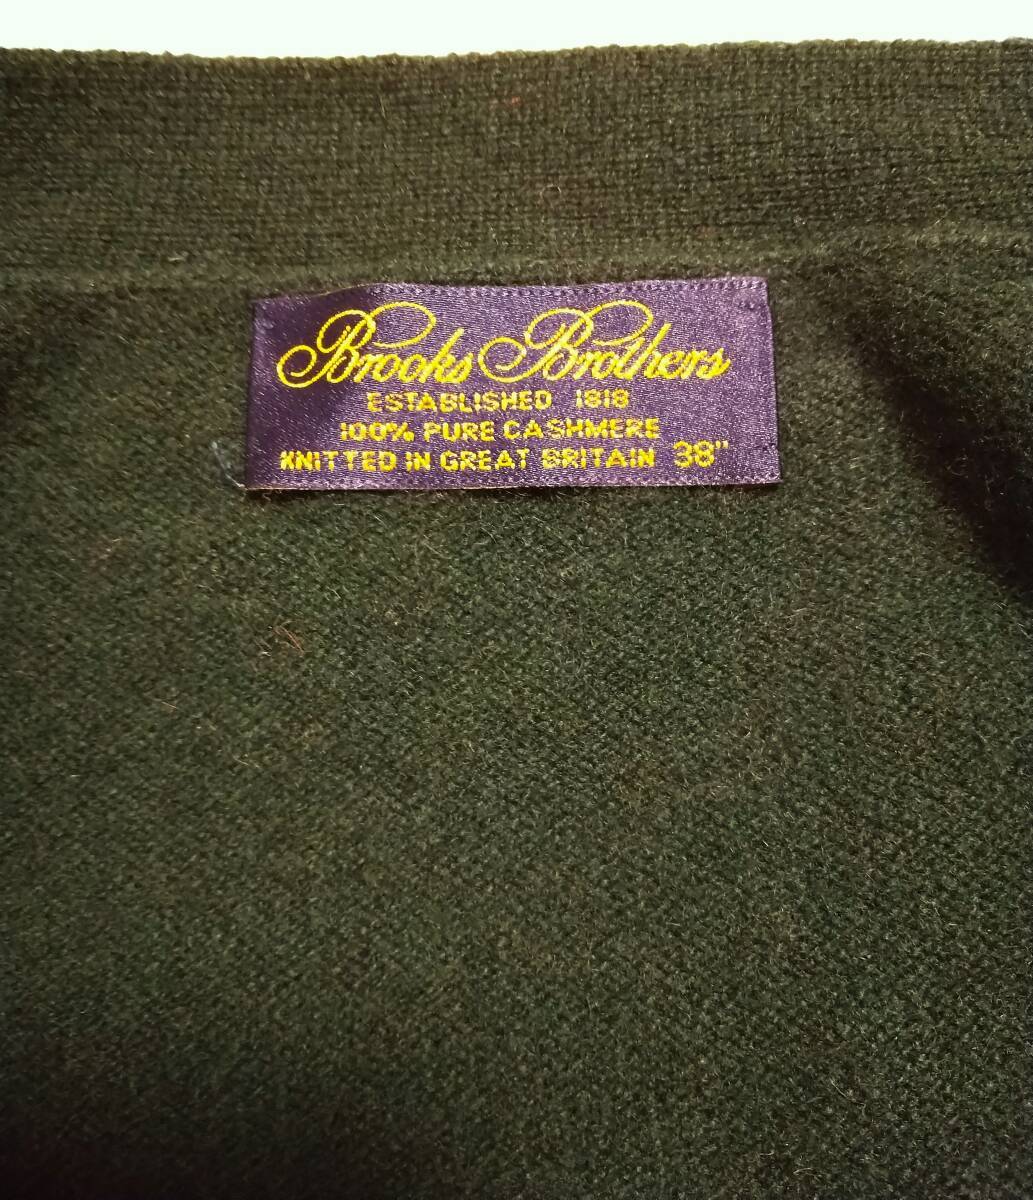 Brooks Brothers
ESTABLISHED 1818
100% PURE CASHMERE
KNITTED IN GREAT BRITAIN 38"